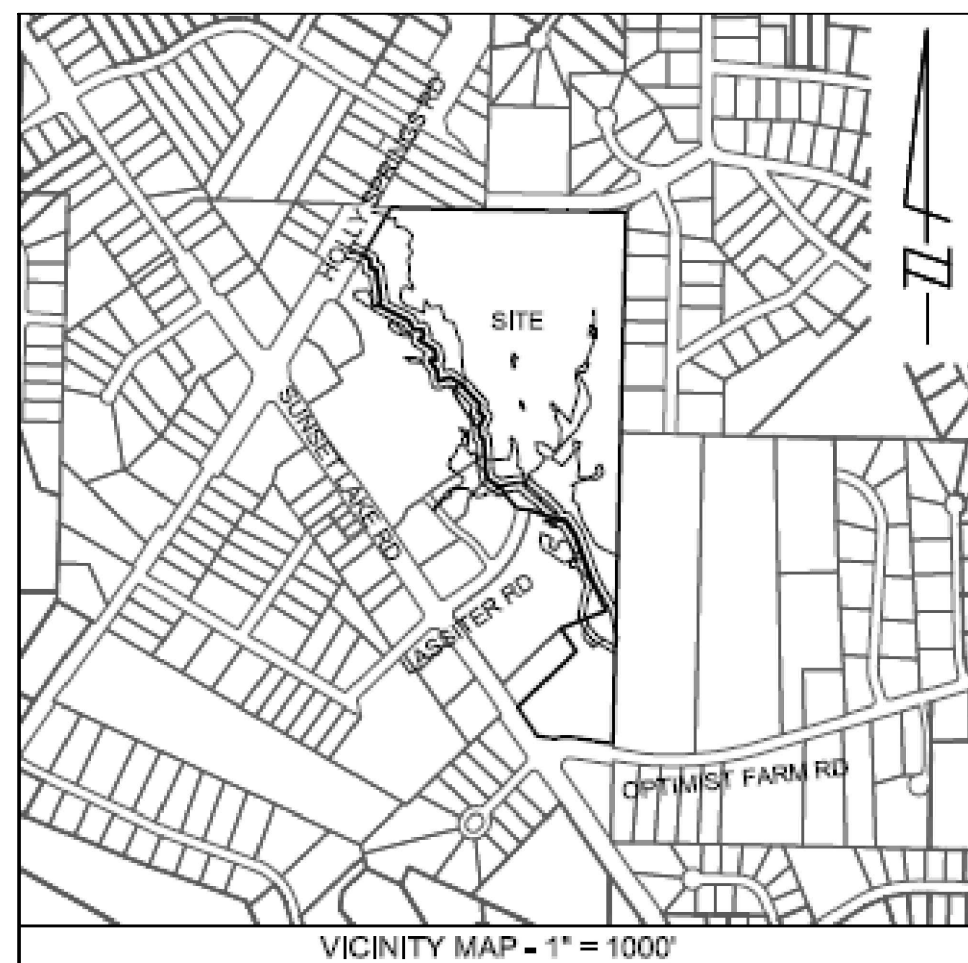 HOLLY SPRINGS RD
SITE
SUNSET LAKE RD
LASSITER RD
OPTIMIST FARM RD
VICINITY MAP - 1" = 1000'